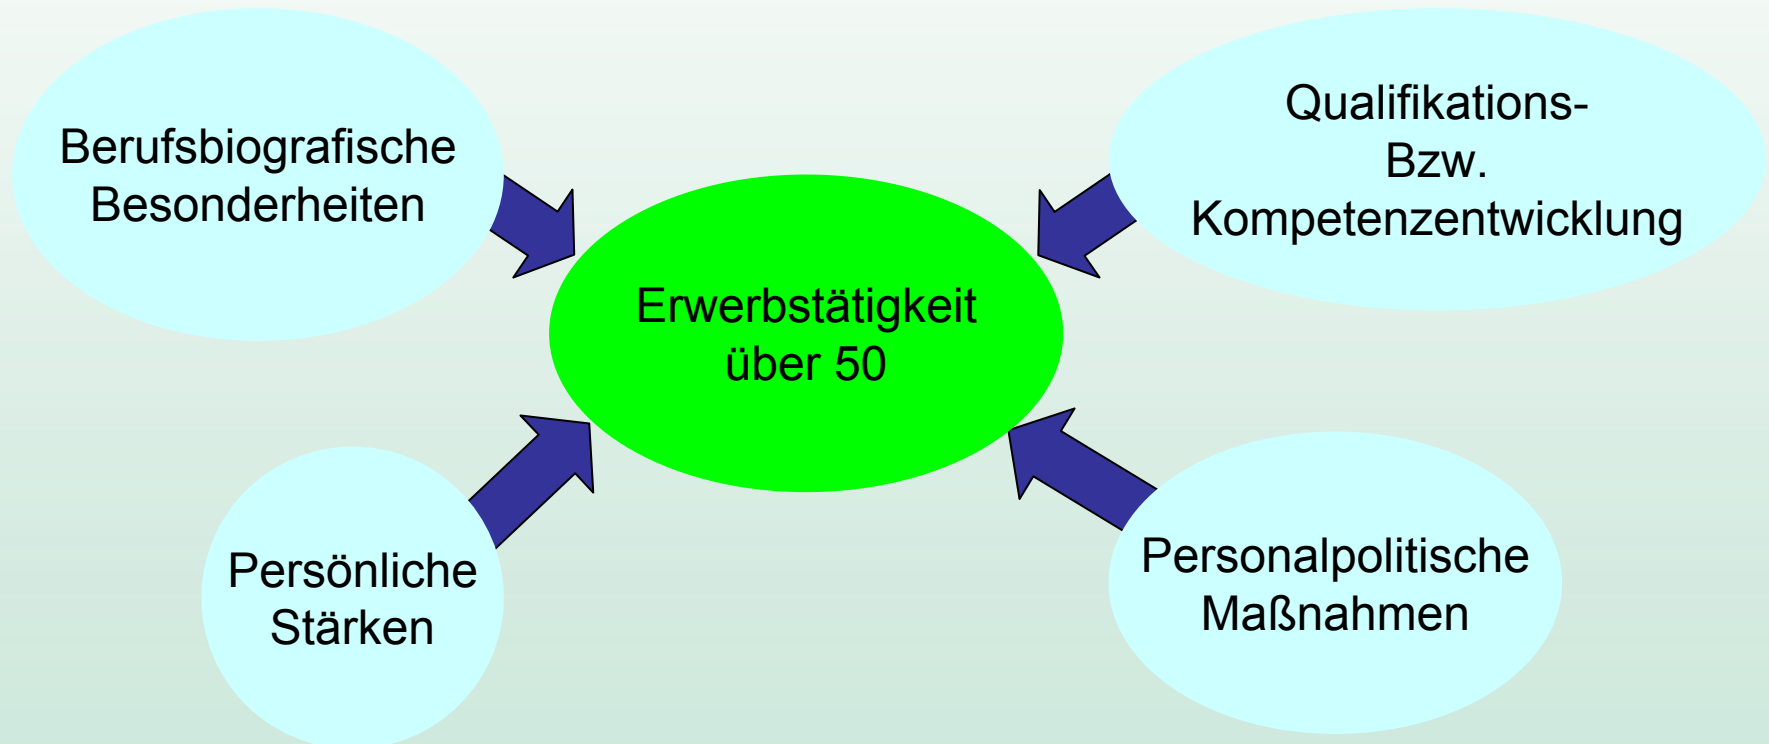 Berufsbiografische
Besonderheiten
Qualifikations-
Bzw.
Kompetenzentwicklung
Erwerbstätigkeit
über 50
Persönliche
Stärken
Personalpolitische
Maßnahmen